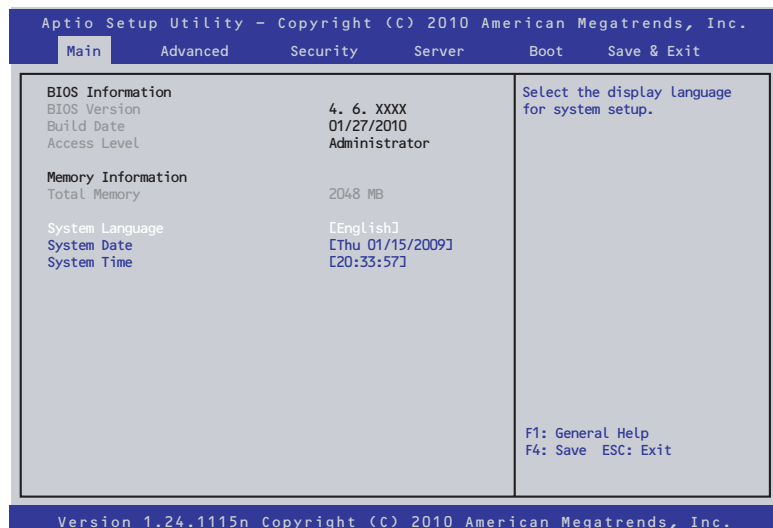 Aptio Setup Utility – Copyright (C) 2010 American Megatrends, Inc.
Main Advanced Security Server Boot Save & Exit
BIOS Information
BIOS Version 4. 6. XXXX
Build Date 01/27/2010
Access Level Administrator
Memory Information
Total Memory 2048 MB
System Language [English]
System Date [Thu 01/15/2009]
System Time [20:33:57]
Select the display language
for system setup.
F1: General Help
F4: Save ESC: Exit
Version 1.24.1115n Copyright (C) 2010 American Megatrends, Inc.